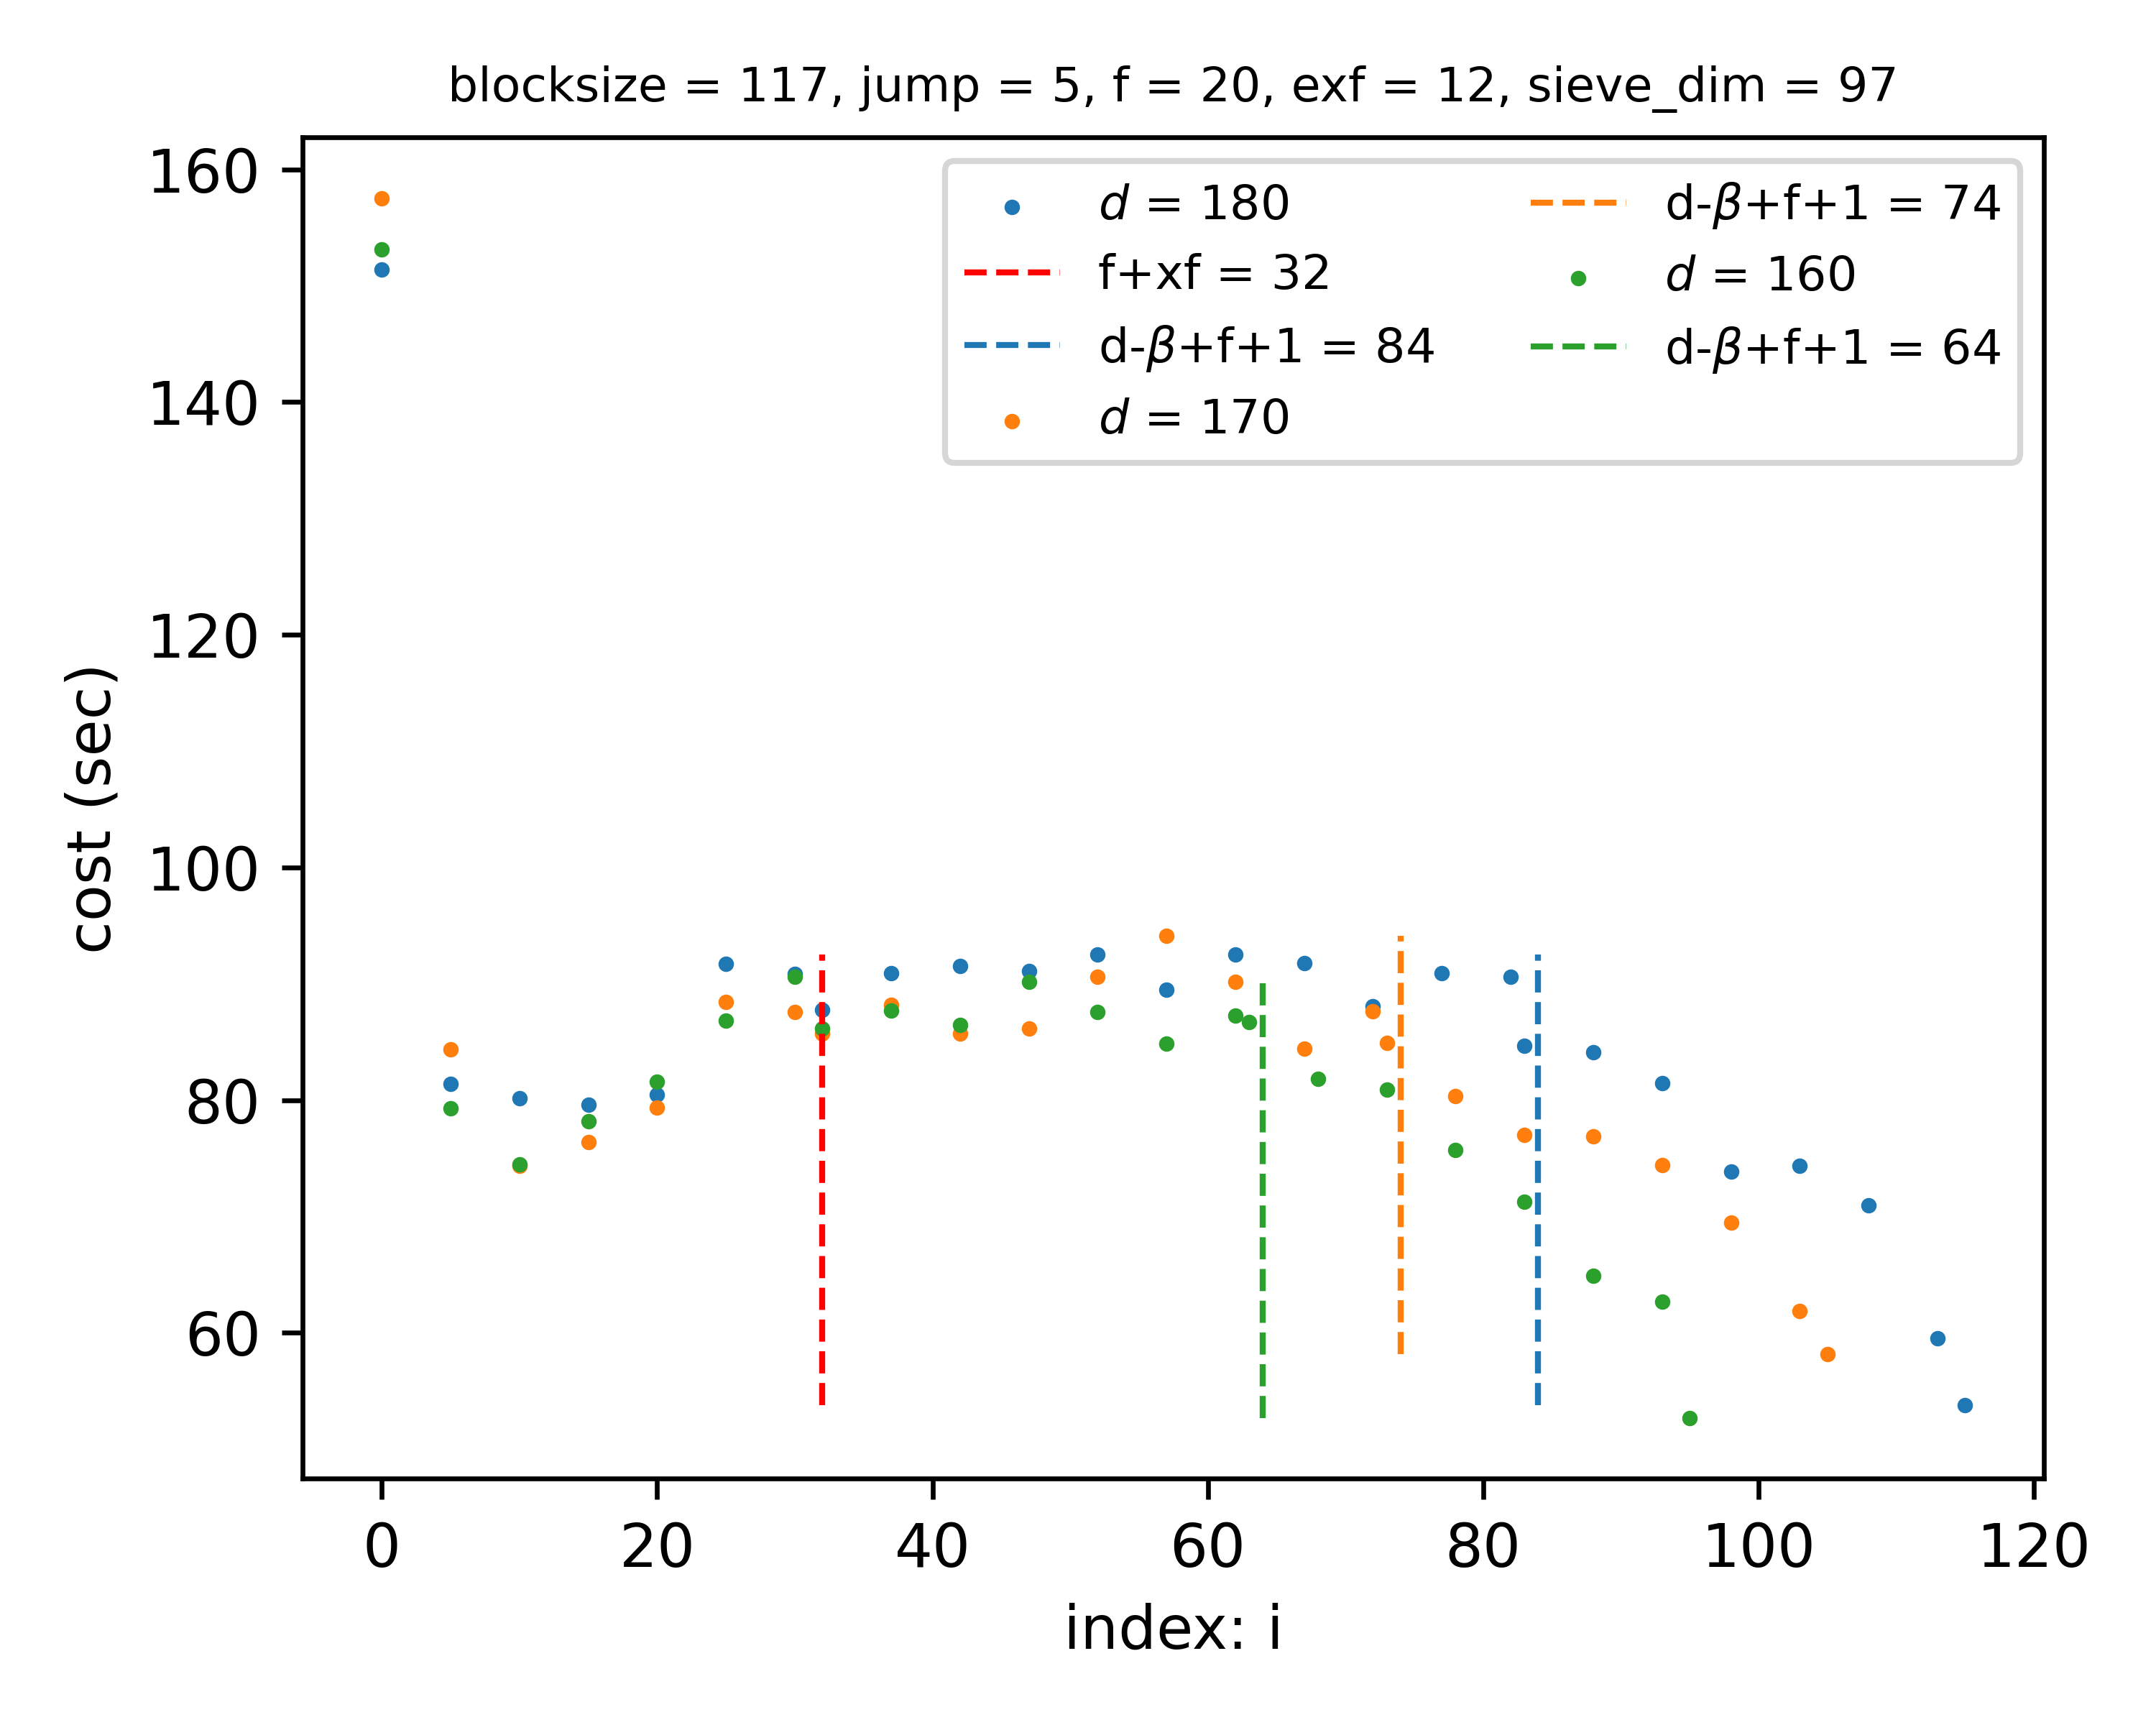 blocksize = 117, jump = 5, f = 20, exf = 12, sieve_dim = 97
160
140
120
100
80
60
cost (sec)
d = 180
f+xf = 32
d-β+f+1 = 84
d = 170
d-β+f+1 = 74
d = 160
d-β+f+1 = 64
0 20 40 60 80 100 120
index: i